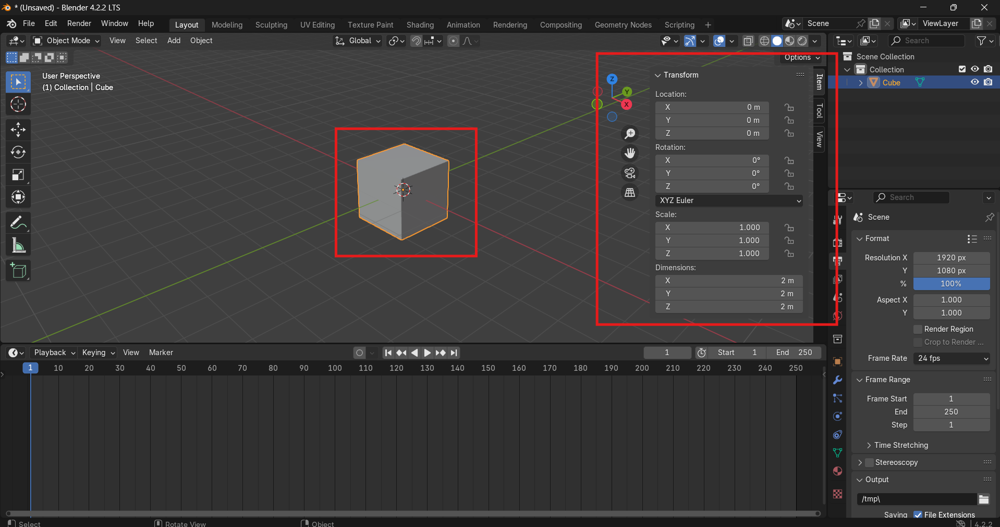 * (Unsaved) - Blender 4.2.2 LTS
File Edit Render Window Help Layout Modeling Sculpting UV Editing Texture Paint Shading Animation Rendering Compositing Geometry Nodes Scripting + Scene ViewLayer
Object Mode View Select Add Object Global Search
Options
User Perspective
(1) Collection | Cube
Z
Y
X
Transform
Location:
X 0 m
Y 0 m
Z 0 m
Rotation:
X 0°
Y 0°
Z 0°
XYZ Euler
Scale:
X 1.000
Y 1.000
Z 1.000
Dimensions:
X 2 m
Y 2 m
Z 2 m
Item
Tool
View
Scene Collection
Collection
Cube
Search
Scene
Format
Resolution X 1920 px
Y 1080 px
% 100%
Aspect X 1.000
Y 1.000
Render Region
Crop to Render ...
Frame Rate 24 fps
Frame Range
Frame Start 1
End 250
Step 1
Time Stretching
Stereoscopy
Output
/tmp\
Saving File Extensions
Playback Keying View Marker 1 Start 1 End 250
1 10 20 30 40 50 60 70 80 90 100 110 120 130 140 150 160 170 180 190 200 210 220 230 240 250
Select Rotate View Object 4.2.2